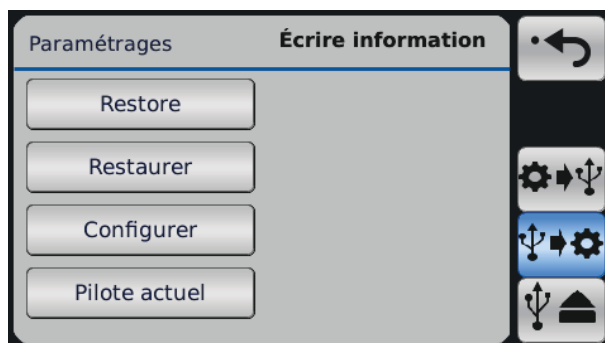 Paramétrages
Écrire information
Restore
Restaurer
Configurer
Pilote actuel